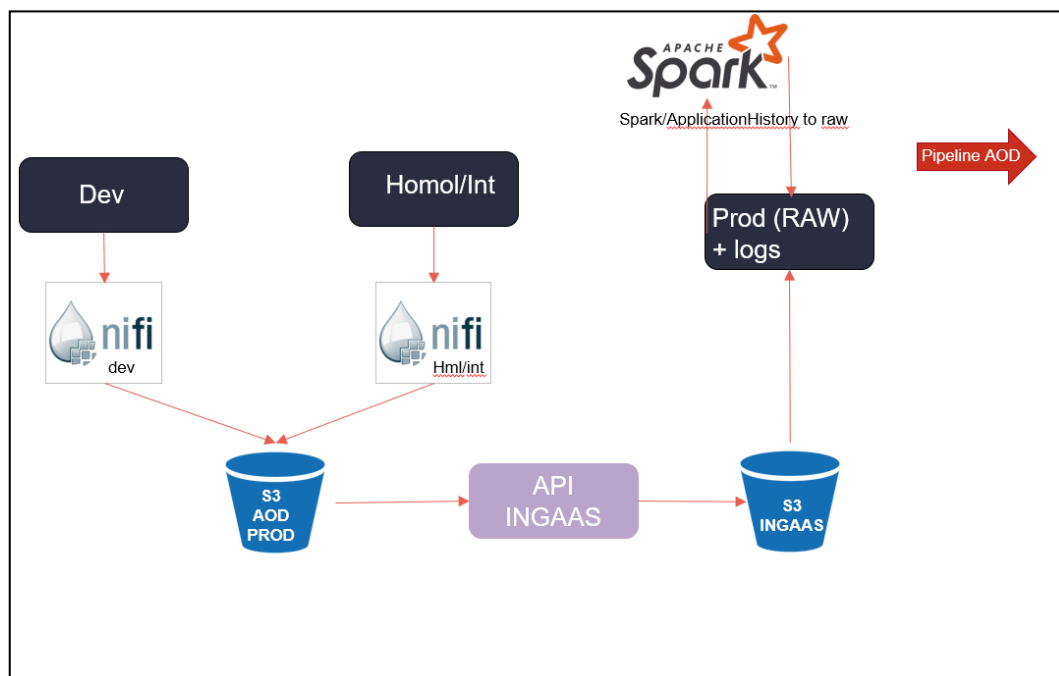 APACHE
Spark
TM
Spark/ApplicationHistory to raw
Pipeline AOD
Dev
Homol/Int
Prod (RAW)
+ logs
nifi
dev
nifi
Hml/int
S3
AOD
PROD
API
INGAAS
S3
INGAAS